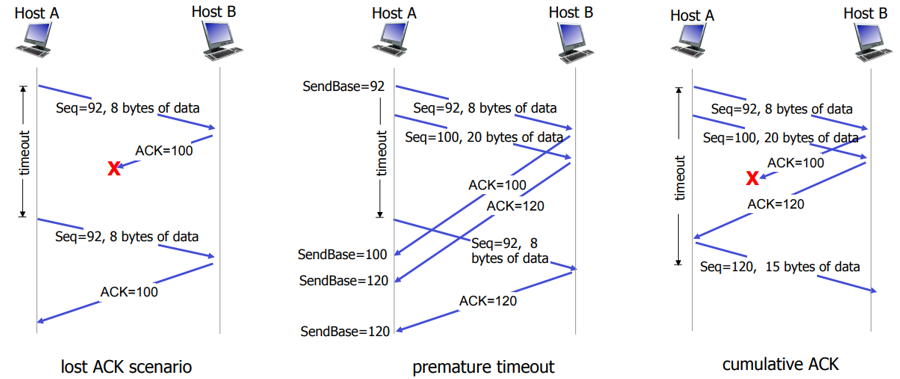 Host A
Host B
timeout
Seq=92, 8 bytes of data
ACK=100
X
Seq=92, 8 bytes of data
ACK=100
lost ACK scenario
Host A
Host B
SendBase=92
timeout
Seq=92, 8 bytes of data
Seq=100, 20 bytes of data
ACK=100
ACK=120
Seq=92, 8
bytes of data
SendBase=100
SendBase=120
ACK=120
SendBase=120
premature timeout
Host A
Host B
timeout
Seq=92, 8 bytes of data
Seq=100, 20 bytes of data
ACK=100
X
ACK=120
Seq=120, 15 bytes of data
cumulative ACK